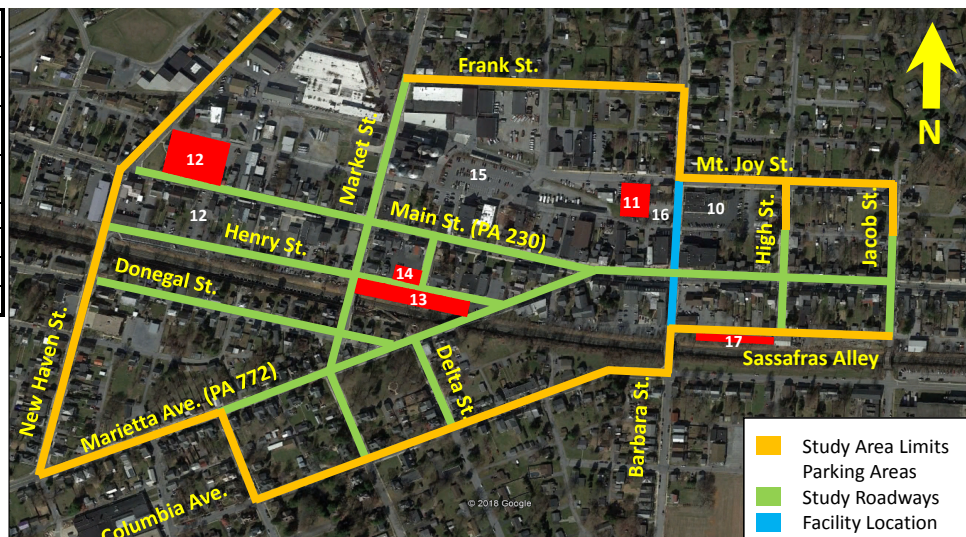 Frank St.
Market St.
N
12
15
Mt. Joy St.
11
16
10
12
Main St. (PA 230)
High St.
Jacob St.
Henry St.
14
Donegal St.
13
17
Sassafras Alley
New Haven St.
Marietta Ave. (PA 772)
Delta St.
Barbara St.
Columbia Ave.
© 2018 Google
Study Area Limits
Parking Areas
Study Roadways
Facility Location